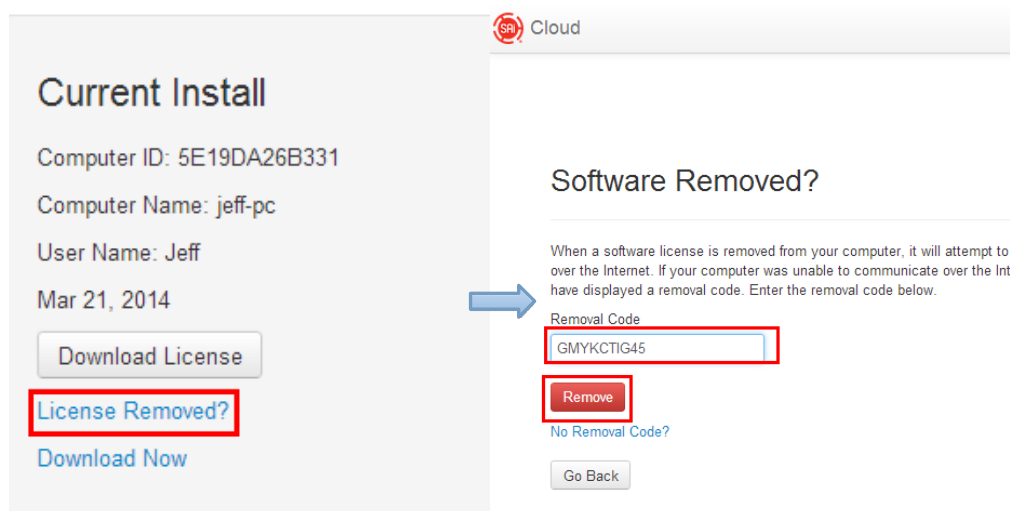 Current Install
Computer ID: 5E19DA26B331
Computer Name: jeff-pc
User Name: Jeff
Mar 21, 2014
Download License
License Removed?
Download Now
SRI Cloud
Software Removed?
When a software license is removed from your computer, it will attempt to
over the Internet. If your computer was unable to communicate over the Int
have displayed a removal code. Enter the removal code below.
Removal Code
GMYKCTIG45
Remove
No Removal Code?
Go Back